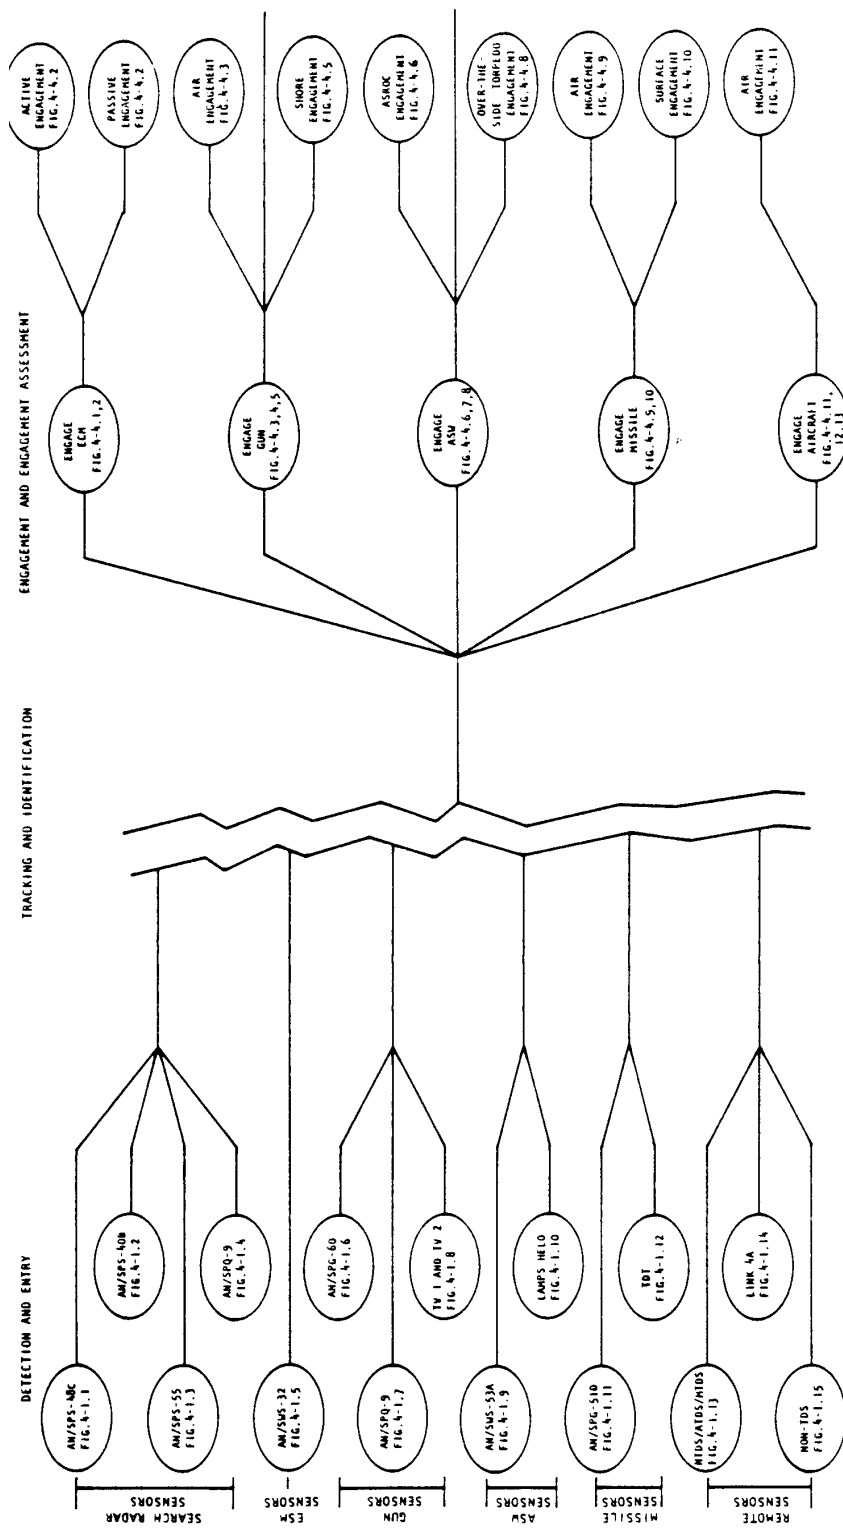 DETECTION AND ENTRY
TRACKING AND IDENTIFICATION
ENGAGEMENT AND ENGAGEMENT ASSESSMENT
SEARCH RADAR
SENSORS
AN/SPS-48C
FIG. 4-1.1
AN/SPS-40B
FIG. 4-1.2
AN/SPS-55
FIG. 4-1.3
AN/SPQ-9
FIG. 4-1.4
ESM
SENSORS
AN/SWS-32
FIG. 4-1.5
GUN
SENSORS
AN/SPG-60
FIG. 4-1.6
AN/SPQ-9
FIG. 4-1.7
TV 1 AND TV 2
FIG. 4-1.8
ASW
SENSORS
AN/SWS-53A
FIG. 4-1.9
LAMPS HELO
FIG. 4-1.10
MISSILE
SENSORS
AN/SPG-51D
FIG. 4-1.11
TDT
FIG. 4-1.12
REMOTE
SENSORS
NTDS/ATDS/MTDS
FIG. 4-1.13
LINK 4A
FIG. 4-1.14
NON-TDS
FIG. 4-1.15
ENGAGE
ECM
FIG. 4-4.1,2
ENGAGE
GUN
FIG. 4-4.3,4,5
ENGAGE
ASW
FIG. 4-4.6,7,8
ENGAGE
MISSILE
FIG. 4-4.9,10
ENGAGE
AIRCRAFT
FIG. 4-4.11,
12,13
ACTIVE
ENGAGEMENT
FIG. 4-4.2
PASSIVE
ENGAGEMENT
FIG. 4-4.2
AIR
ENGAGEMENT
FIG. 4-4.3
SHORE
ENGAGEMENT
FIG. 4-4.5
ASROC
ENGAGEMENT
FIG. 4-4.6
OVER-THE-
SIDE TORPEDO
ENGAGEMENT
FIG. 4-4.8
AIR
ENGAGEMENT
FIG. 4-4.9
SURFACE
ENGAGEMENT
FIG. 4-4.10
AIR
ENGAGEMENT
FIG. 4-4.11